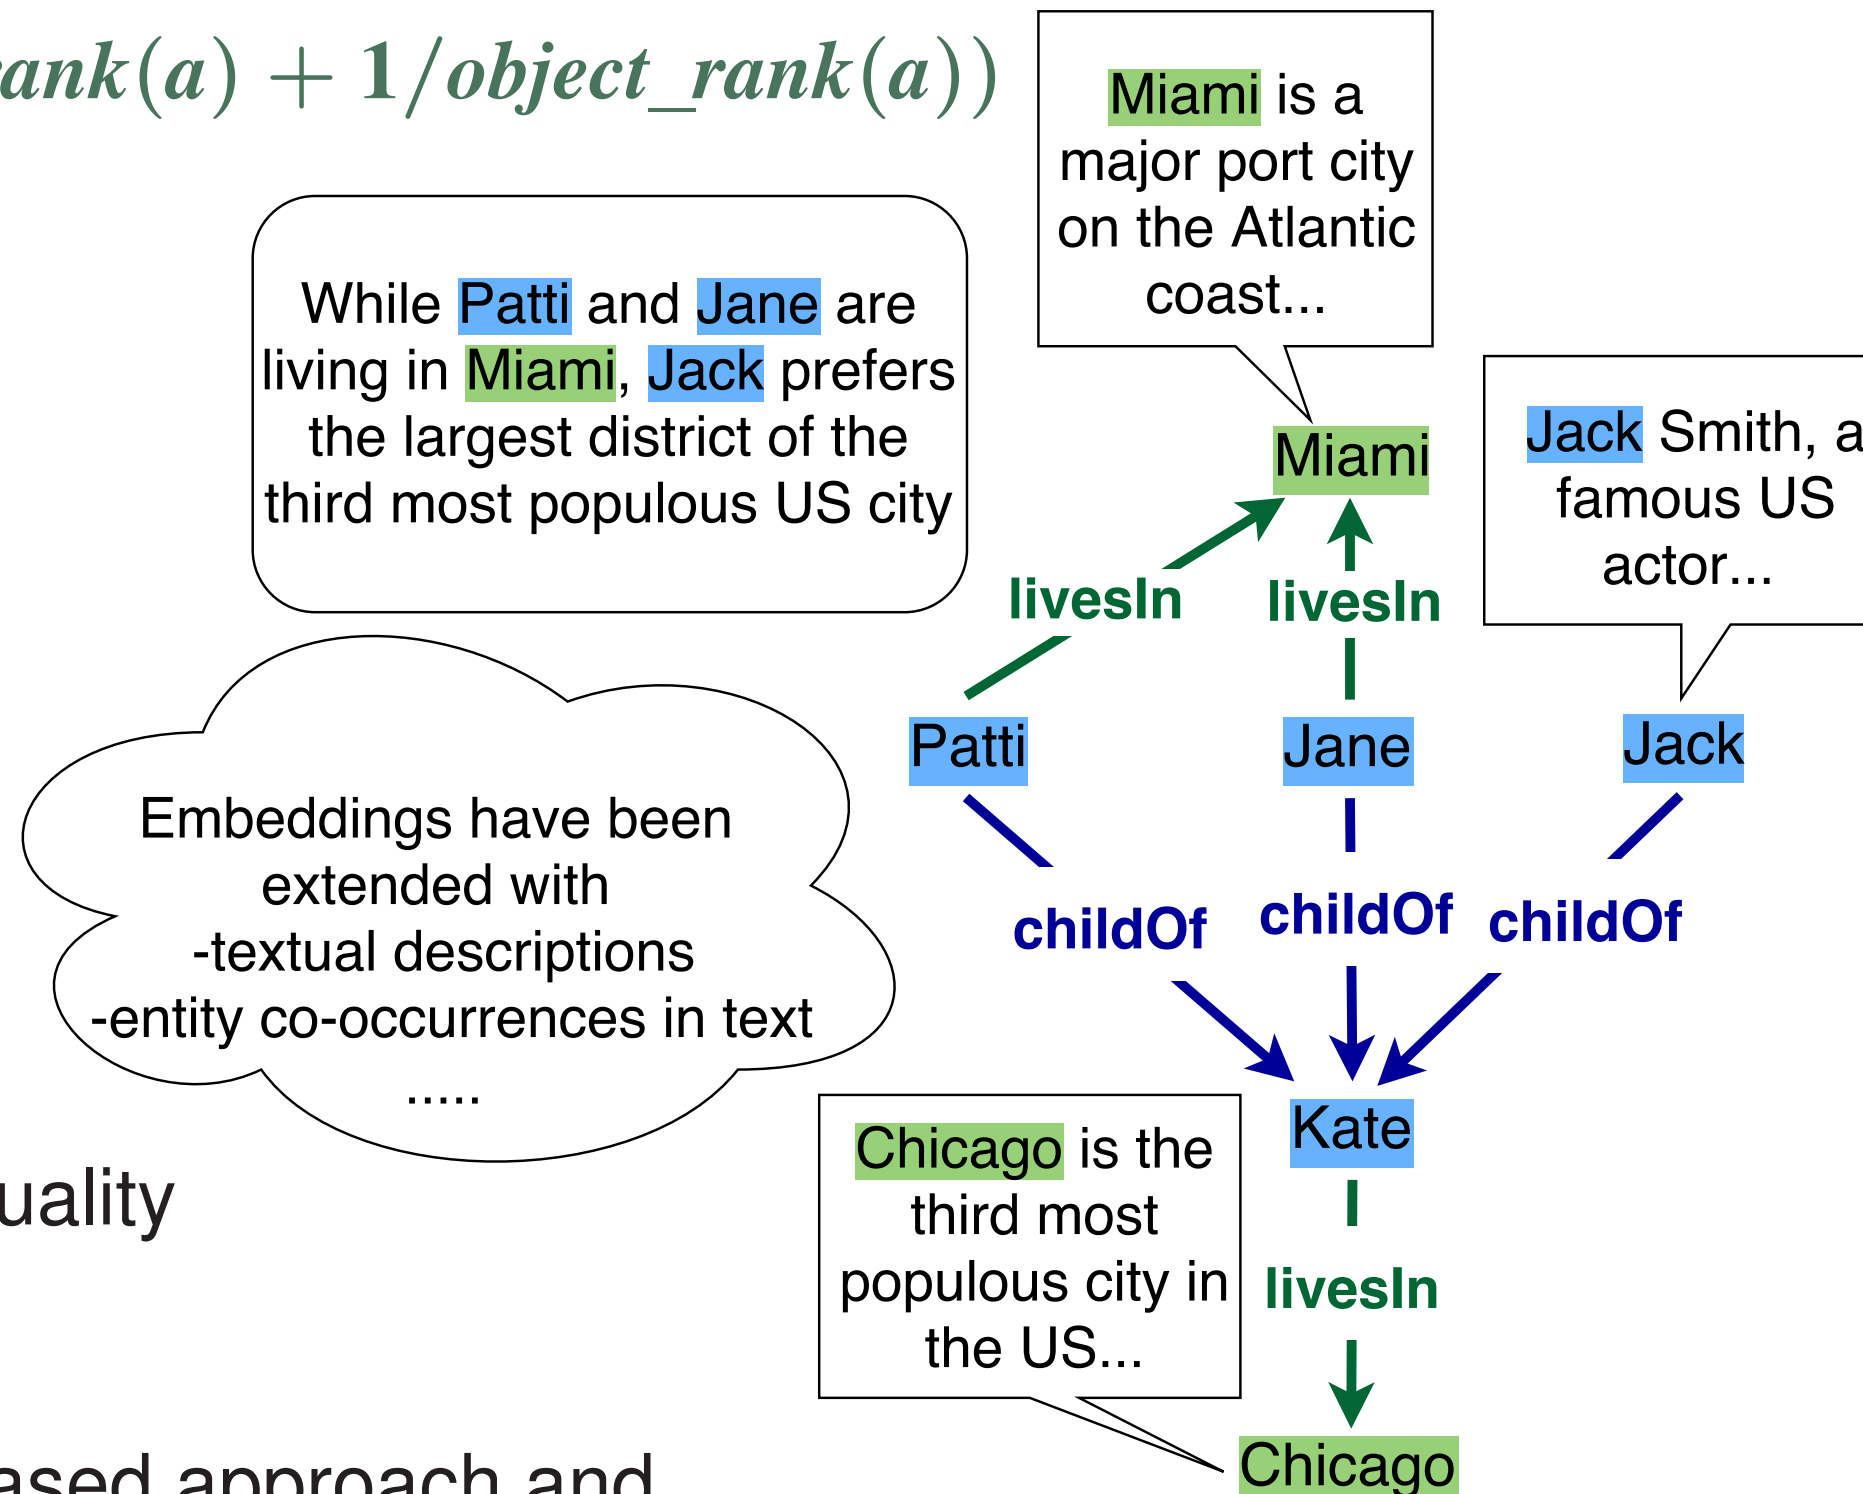 rank(a) + 1/object_rank(a))
Miami is a
major port city
on the Atlantic
coast...
While Patti and Jane are
living in Miami, Jack prefers
the largest district of the
third most populous US city
Jack Smith, a
famous US
actor...
Miami
livesIn
livesIn
Patti
Jane
Jack
Embeddings have been
extended with
-textual descriptions
-entity co-occurrences in text
.....
childOf
childOf
childOf
Kate
Chicago is the
third most
populous city in
the US...
uality
livesIn
Chicago
ased approach and